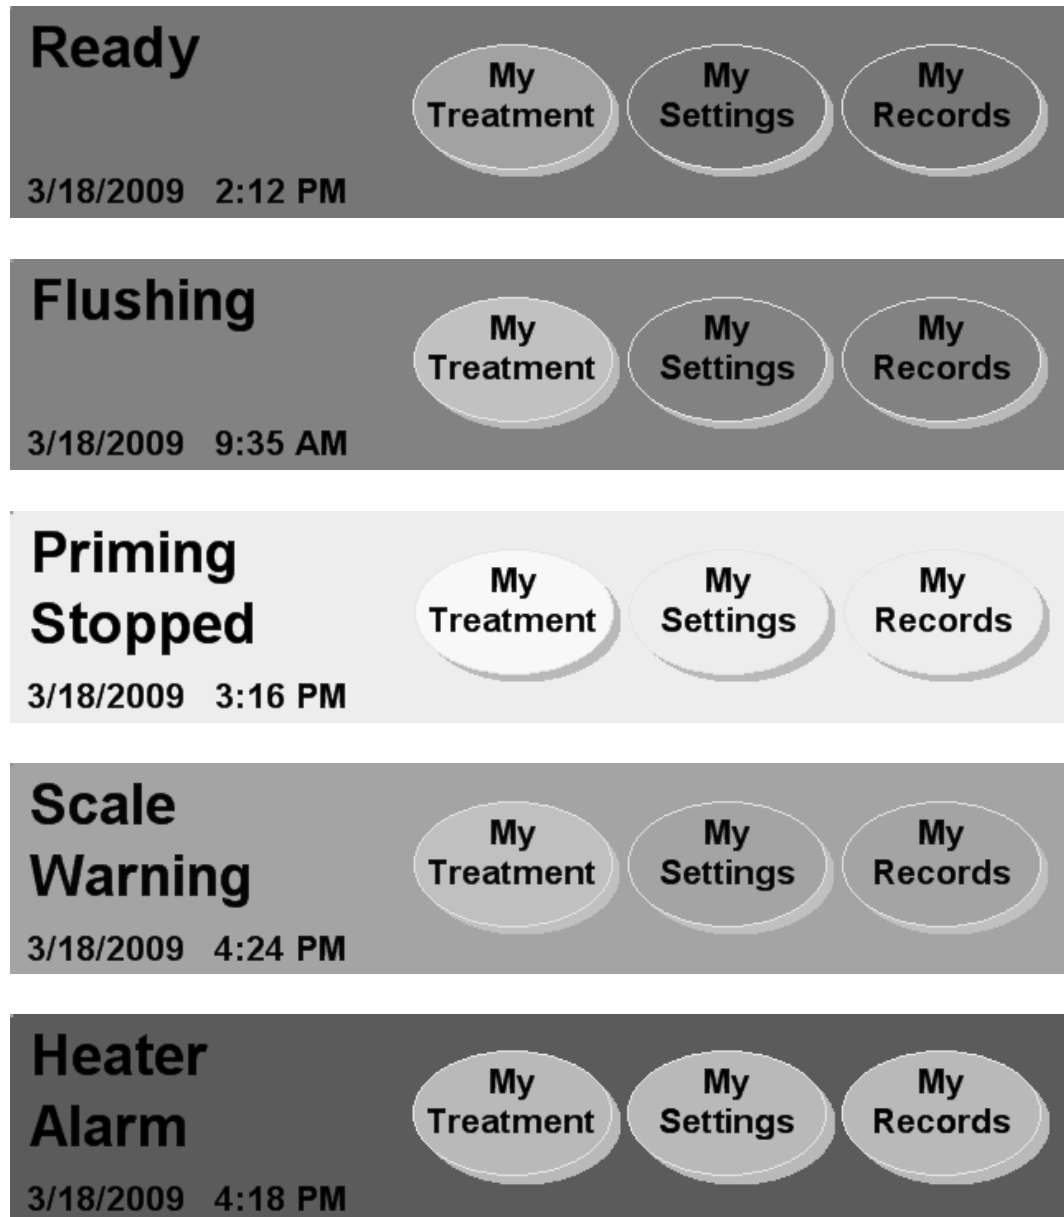 Ready
My My My
Treatment Settings Records
3/18/2009 2:12 PM
Flushing
My My My
Treatment Settings Records
3/18/2009 9:35 AM
Priming
My My My
Stopped Treatment Settings Records
3/18/2009 3:16 PM
Scale
My My My
Warning Treatment Settings Records
3/18/2009 4:24 PM
Heater
My My My
Alarm Treatment Settings Records
3/18/2009 4:18 PM